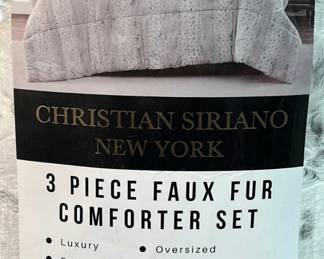 CHRISTIAN SIRIANO
NEW YORK
3 PIECE FAUX FUR
COMFORTER SET
• Luxury • Oversized